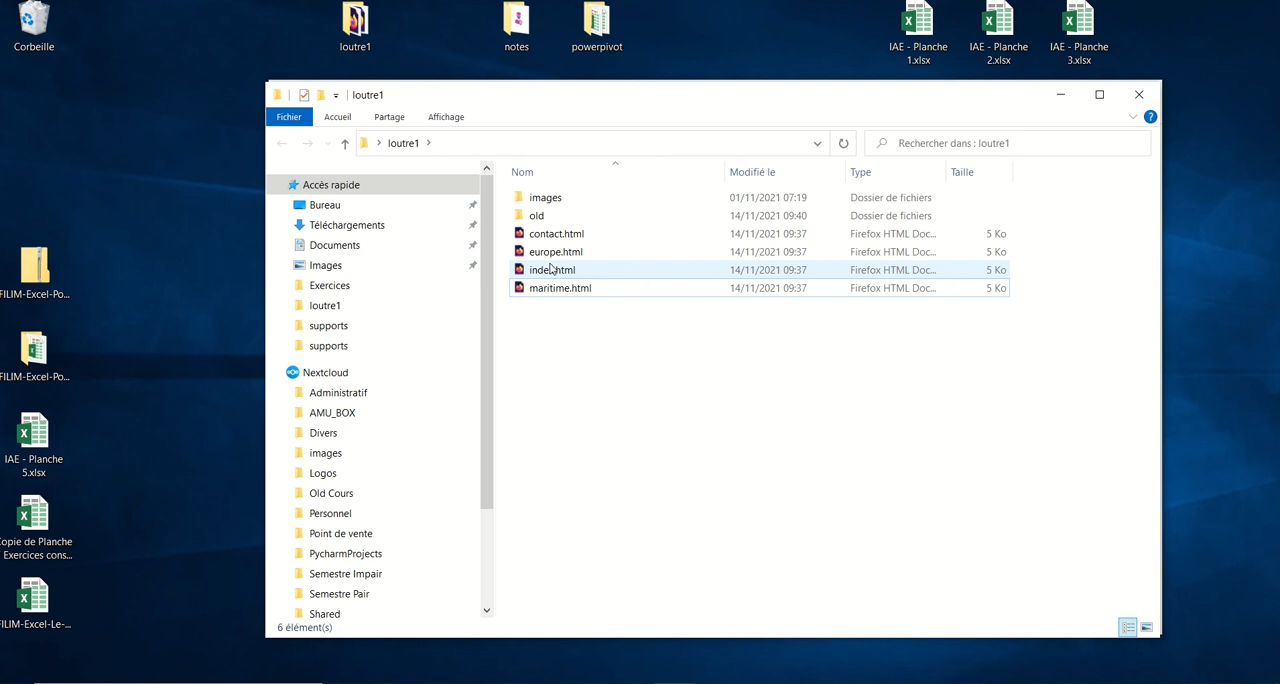 Corbeille
loutre1
notes
powerpivot
IAE - Planche
1.xlsx
IAE - Planche
2.xlsx
IAE - Planche
3.xlsx
FILIM-Excel-Po...
FILIM-Excel-Po...
IAE - Planche
5.xlsx
opie de Planche
Exercices cons...
FILIM-Excel-Le-...
loutre1
Fichier
Accueil
Partage
Affichage
?
loutre1
Rechercher dans : loutre1
Accès rapide
Bureau
Téléchargements
Documents
Images
Exercices
loutre1
supports
supports
Nextcloud
Administratif
AMU_BOX
Divers
images
Logos
Old Cours
Personnel
Point de vente
PycharmProjects
Semestre Impair
Semestre Pair
Shared
Nom Modifié le Type Taille
images 01/11/2021 07:19 Dossier de fichiers
old 14/11/2021 09:40 Dossier de fichiers
contact.html 14/11/2021 09:37 Firefox HTML Doc... 5 Ko
europe.html 14/11/2021 09:37 Firefox HTML Doc... 5 Ko
index.html 14/11/2021 09:37 Firefox HTML Doc... 5 Ko
maritime.html 14/11/2021 09:37 Firefox HTML Doc... 5 Ko
6 élément(s)